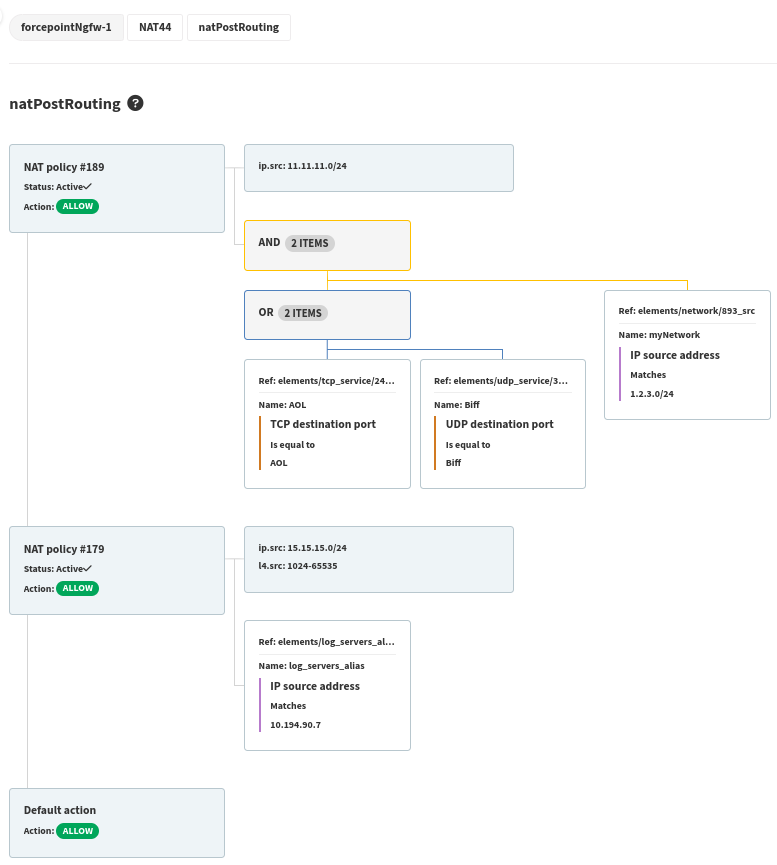 forcepointNgfw-1 NAT44 natPostRouting
natPostRouting ?
NAT policy #189
Status: Active
Action: ALLOW
ip.src: 11.11.11.0/24
AND 2 ITEMS
OR 2 ITEMS
Ref: elements/network/893_src
Name: myNetwork
IP source address
Matches
1.2.3.0/24
Ref: elements/tcp_service/24...
Name: AOL
TCP destination port
Is equal to
AOL
Ref: elements/udp_service/3...
Name: Biff
UDP destination port
Is equal to
Biff
NAT policy #179
Status: Active
Action: ALLOW
ip.src: 15.15.15.0/24
l4.src: 1024-65535
Ref: elements/log_servers_al...
Name: log_servers_alias
IP source address
Matches
10.194.90.7
Default action
Action: ALLOW